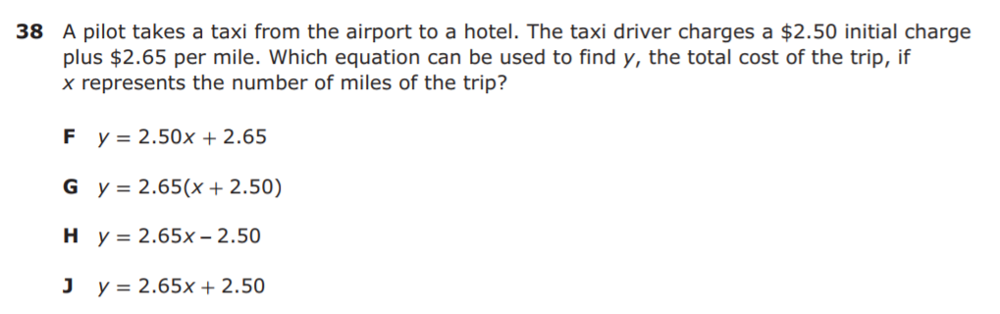 38 A pilot takes a taxi from the airport to a hotel. The taxi driver charges a $2.50 initial charge
plus $2.65 per mile. Which equation can be used to find y, the total cost of the trip, if
x represents the number of miles of the trip?
F y = 2.50x + 2.65
G y = 2.65(x + 2.50)
H y = 2.65x – 2.50
J y = 2.65x + 2.50